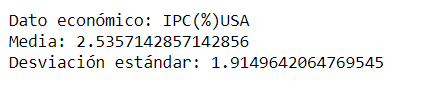 Dato económico: IPC(%)USA
Media: 2.5357142857142856
Desviación estándar: 1.9149642064769545